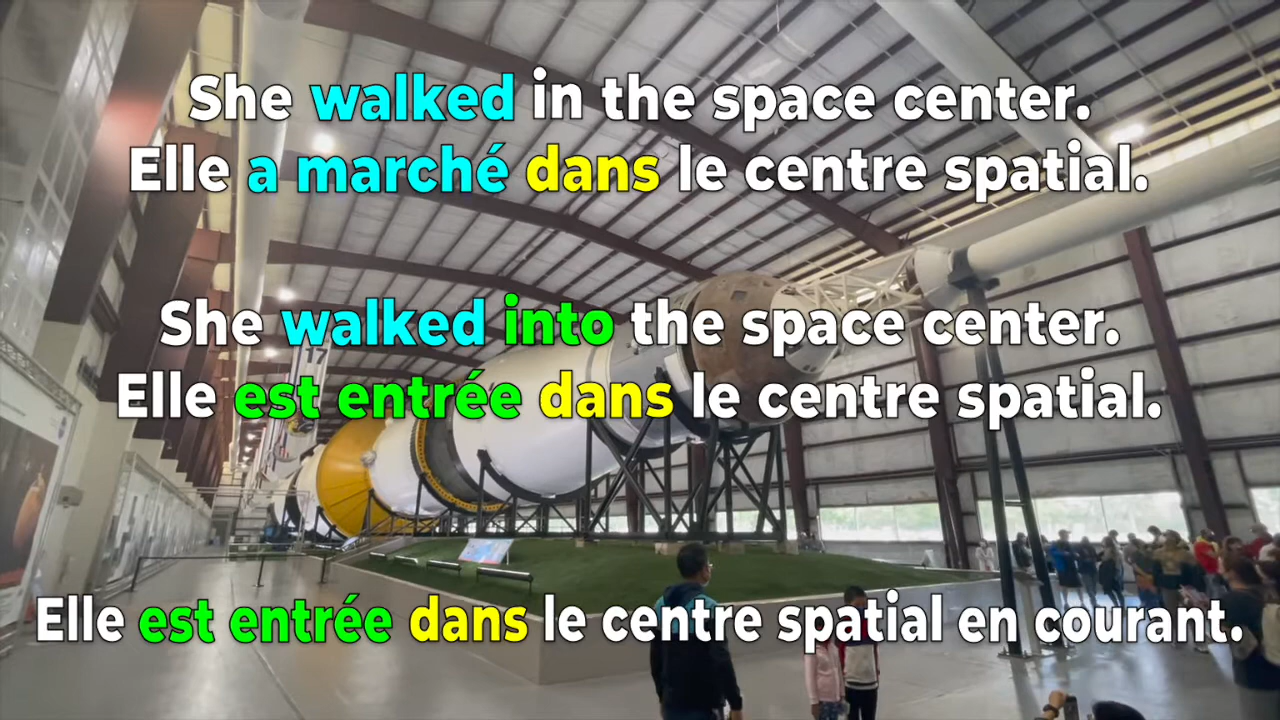 She walked in the space center.
Elle a marché dans le centre spatial.
She walked into the space center.
Elle est entrée dans le centre spatial.
17
Elle est entrée dans le centre spatial en courant.